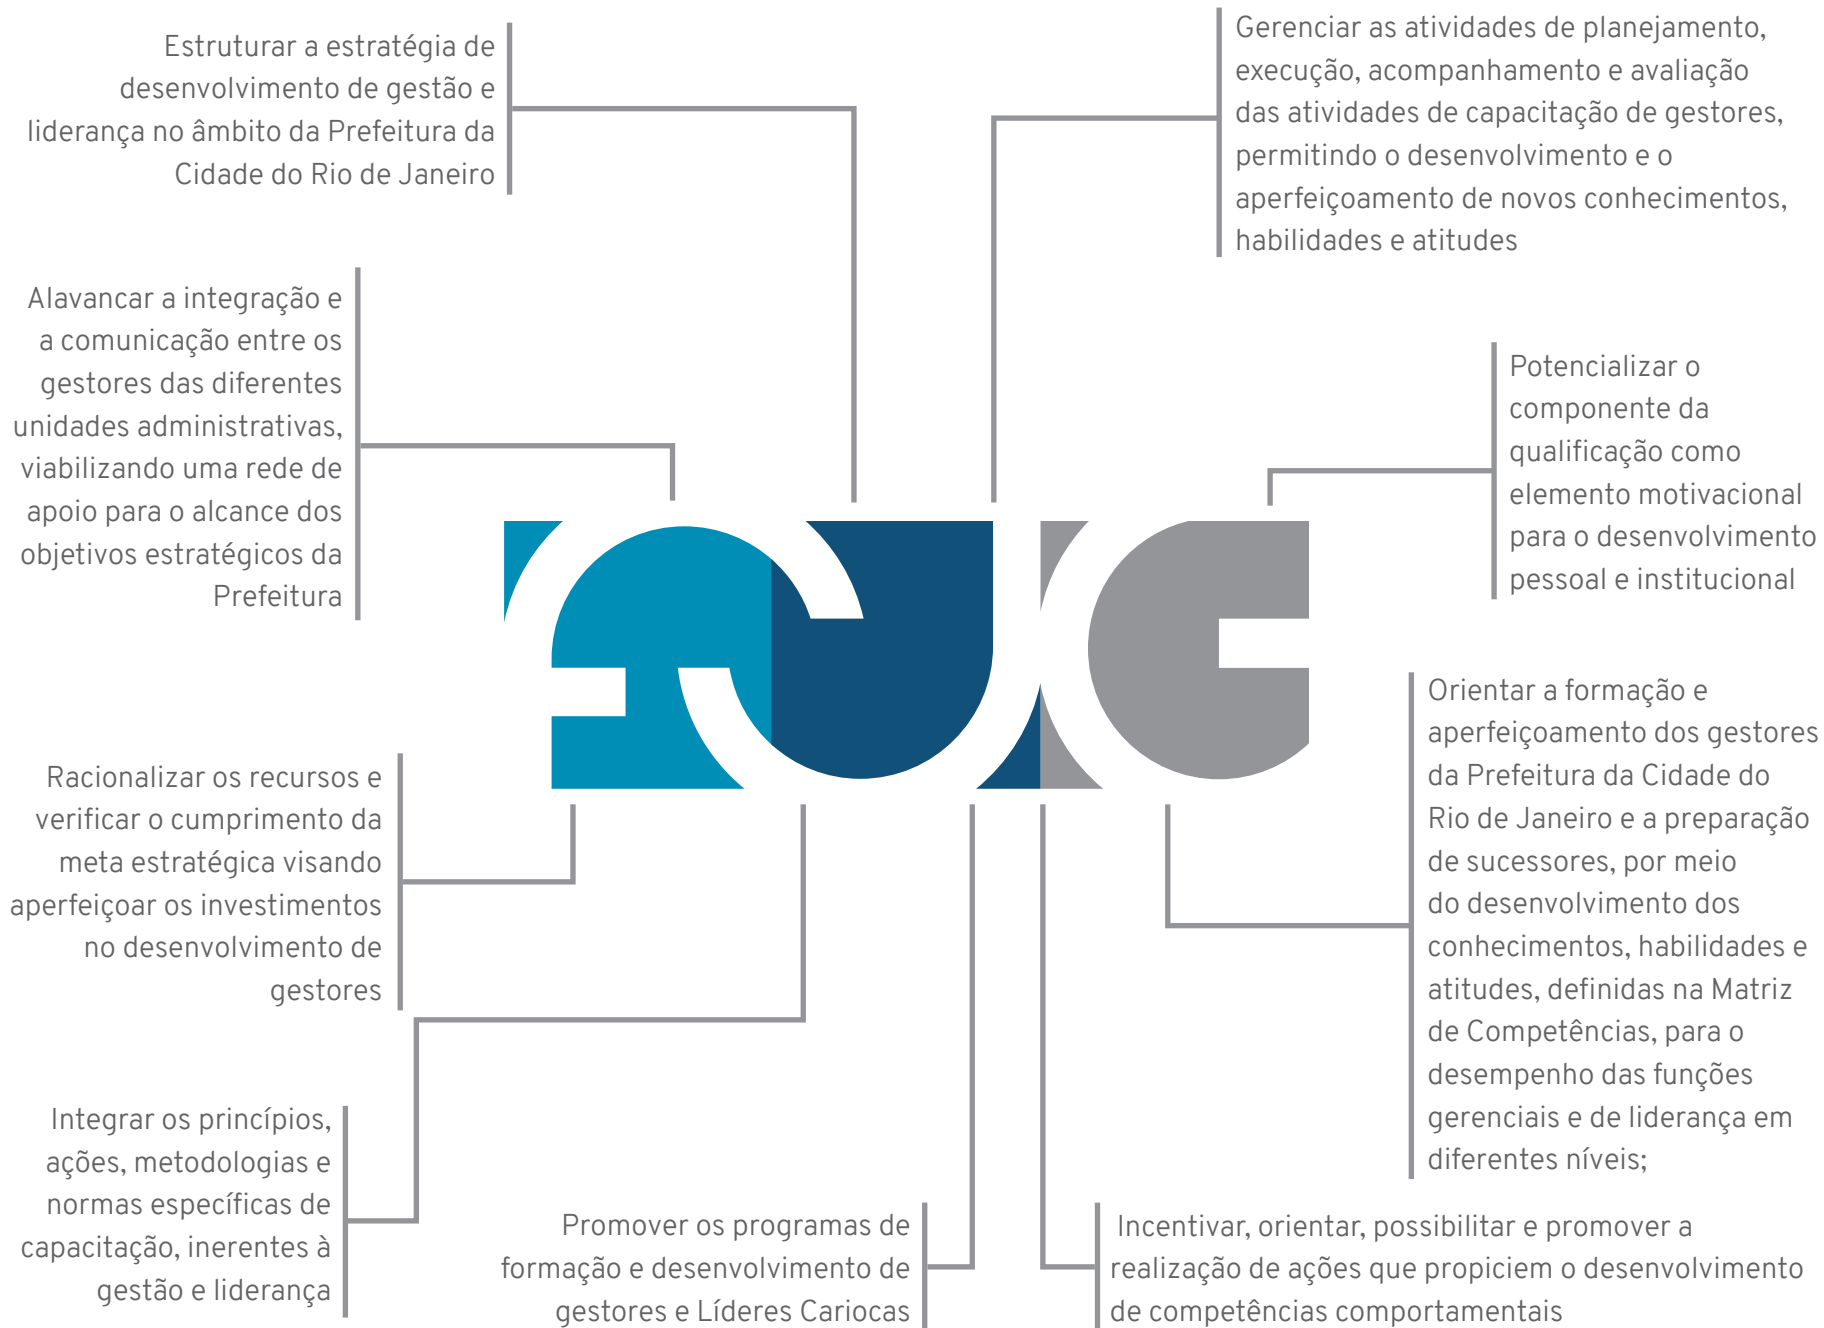 Estruturar a estratégia de
desenvolvimento de gestão e
liderança no âmbito da Prefeitura da
Cidade do Rio de Janeiro
Gerenciar as atividades de planejamento,
execução, acompanhamento e avaliação
das atividades de capacitação de gestores,
permitindo o desenvolvimento e o
aperfeiçoamento de novos conhecimentos,
habilidades e atitudes
Alavancar a integração e
a comunicação entre os
gestores das diferentes
unidades administrativas,
viabilizando uma rede de
apoio para o alcance dos
objetivos estratégicos da
Prefeitura
Potencializar o
componente da
qualificação como
elemento motivacional
para o desenvolvimento
pessoal e institucional
Racionalizar os recursos e
verificar o cumprimento da
meta estratégica visando
aperfeiçoar os investimentos
no desenvolvimento de
gestores
Orientar a formação e
aperfeiçoamento dos gestores
da Prefeitura da Cidade do
Rio de Janeiro e a preparação
de sucessores, por meio
do desenvolvimento dos
conhecimentos, habilidades e
atitudes, definidas na Matriz
de Competências, para o
desempenho das funções
gerenciais e de liderança em
diferentes níveis;
Integrar os princípios,
ações, metodologias e
normas específicas de
capacitação, inerentes à
gestão e liderança
Promover os programas de
formação e desenvolvimento de
gestores e Líderes Cariocas
Incentivar, orientar, possibilitar e promover a
realização de ações que propiciem o desenvolvimento
de competências comportamentais